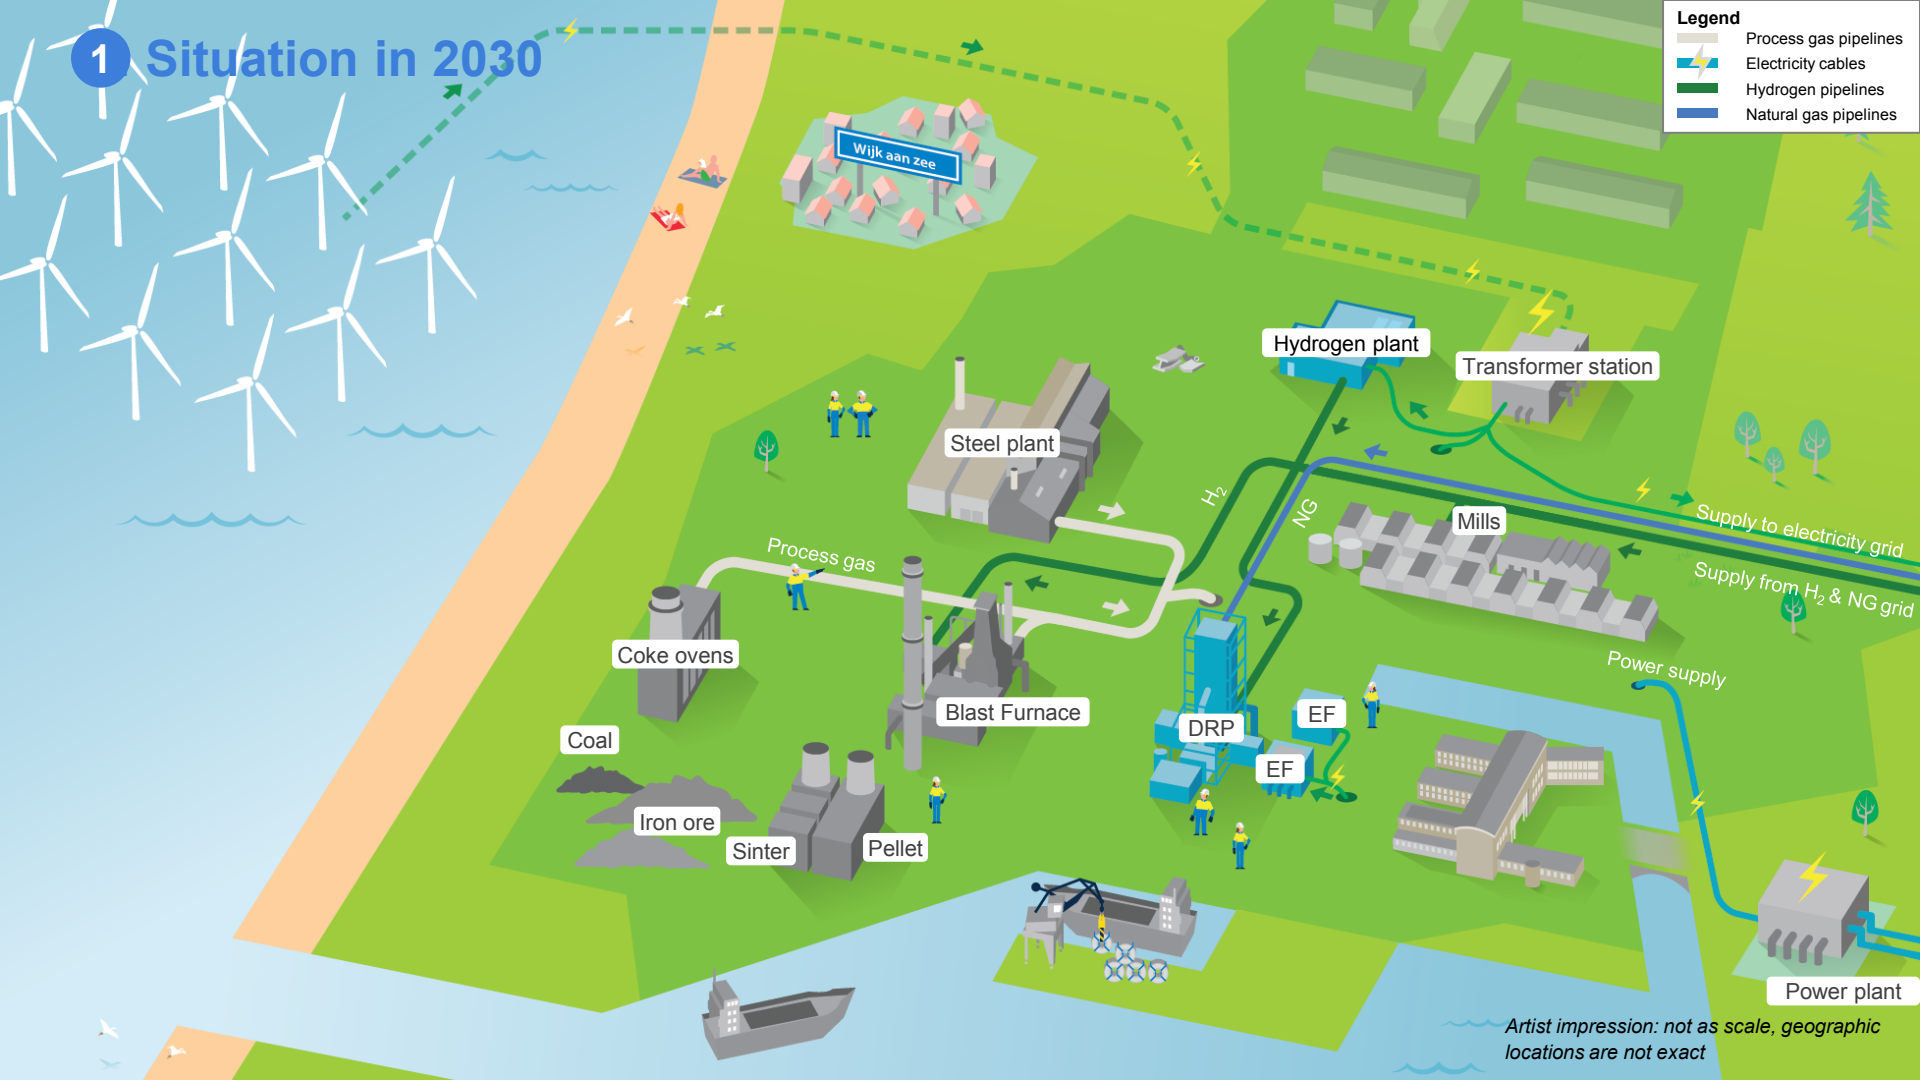 1 Situation in 2030
Legend
Process gas pipelines
Electricity cables
Hydrogen pipelines
Natural gas pipelines
Wijk aan zee
Hydrogen plant
Transformer station
Steel plant
H₂
NG
Mills
Supply to electricity grid
Process gas
Supply from H₂ & NG grid
Coke ovens
Power supply
Blast Furnace
DRP
EF
EF
Coal
Iron ore
Sinter
Pellet
Power plant
Artist impression: not as scale, geographic
locations are not exact